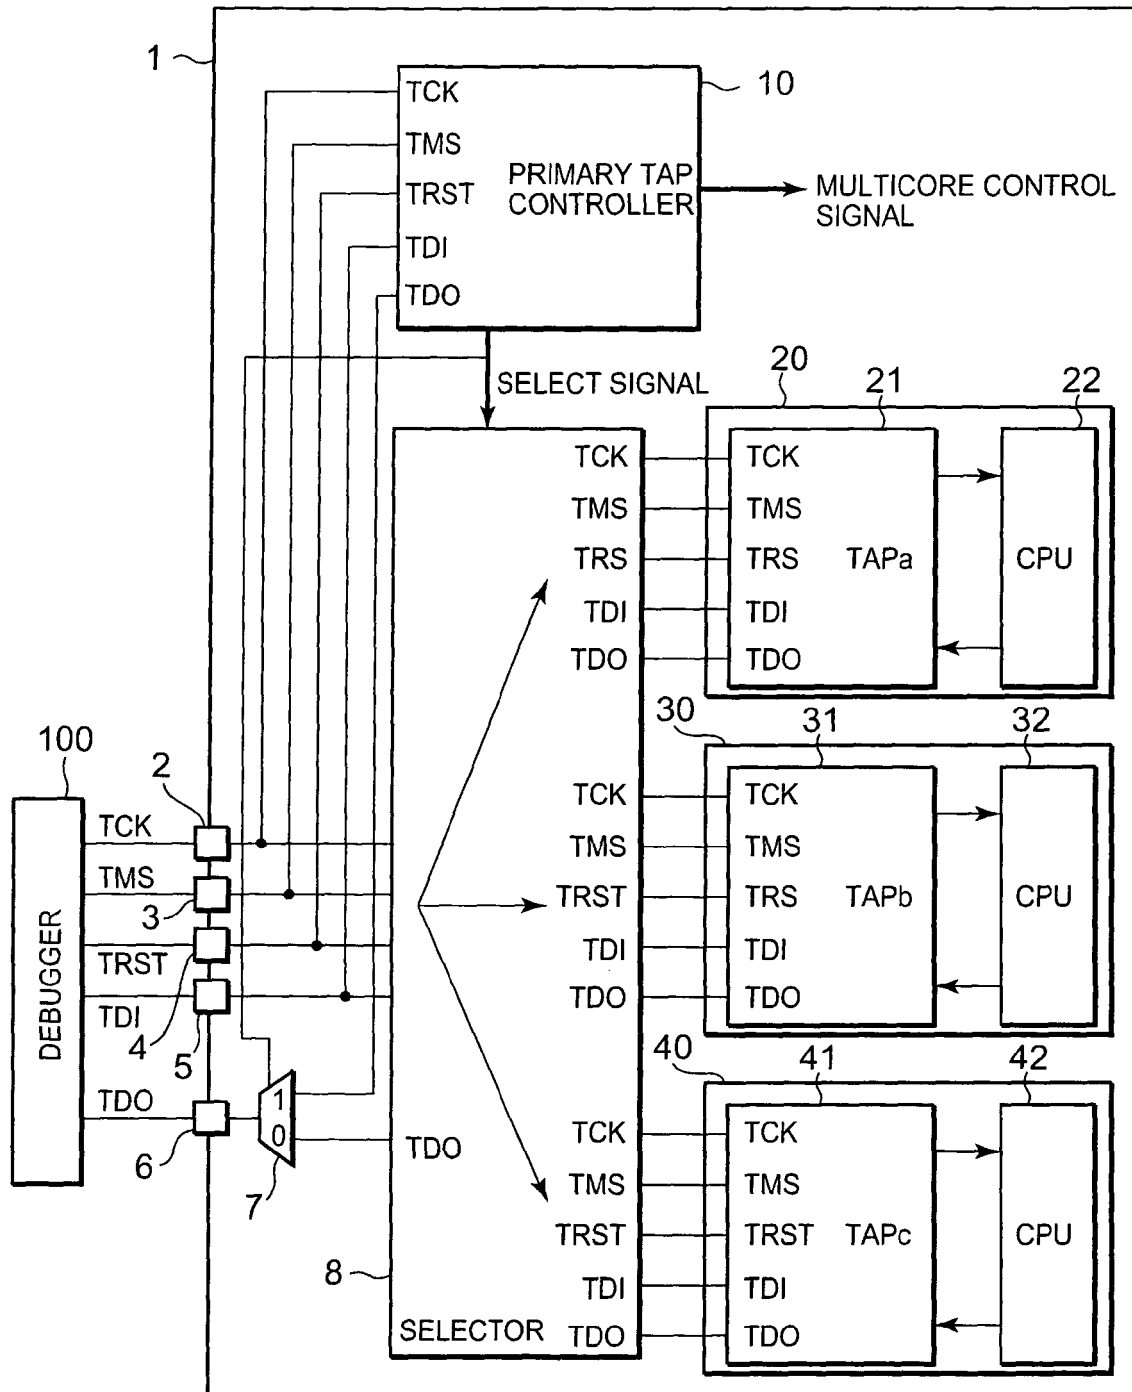 1
10
TCK
TMS
TRST
TDI
TDO
PRIMARY TAP
CONTROLLER
MULTICORE CONTROL
SIGNAL
SELECT SIGNAL
20
21
22
TCK
TMS
TRS
TDI
TDO
TCK
TMS
TRS
TDI
TDO
TAPa
CPU
30
31
32
TCK
TMS
TRST
TDI
TDO
TCK
TMS
TRS
TDI
TDO
TAPb
CPU
100
DEBUGGER
TCK
TMS
TRST
TDI
TDO
2
3
4
5
6
1
0
7
TDO
8
SELECTOR
40
41
42
TCK
TMS
TRST
TDI
TDO
TCK
TMS
TRST
TDI
TDO
TAPc
CPU